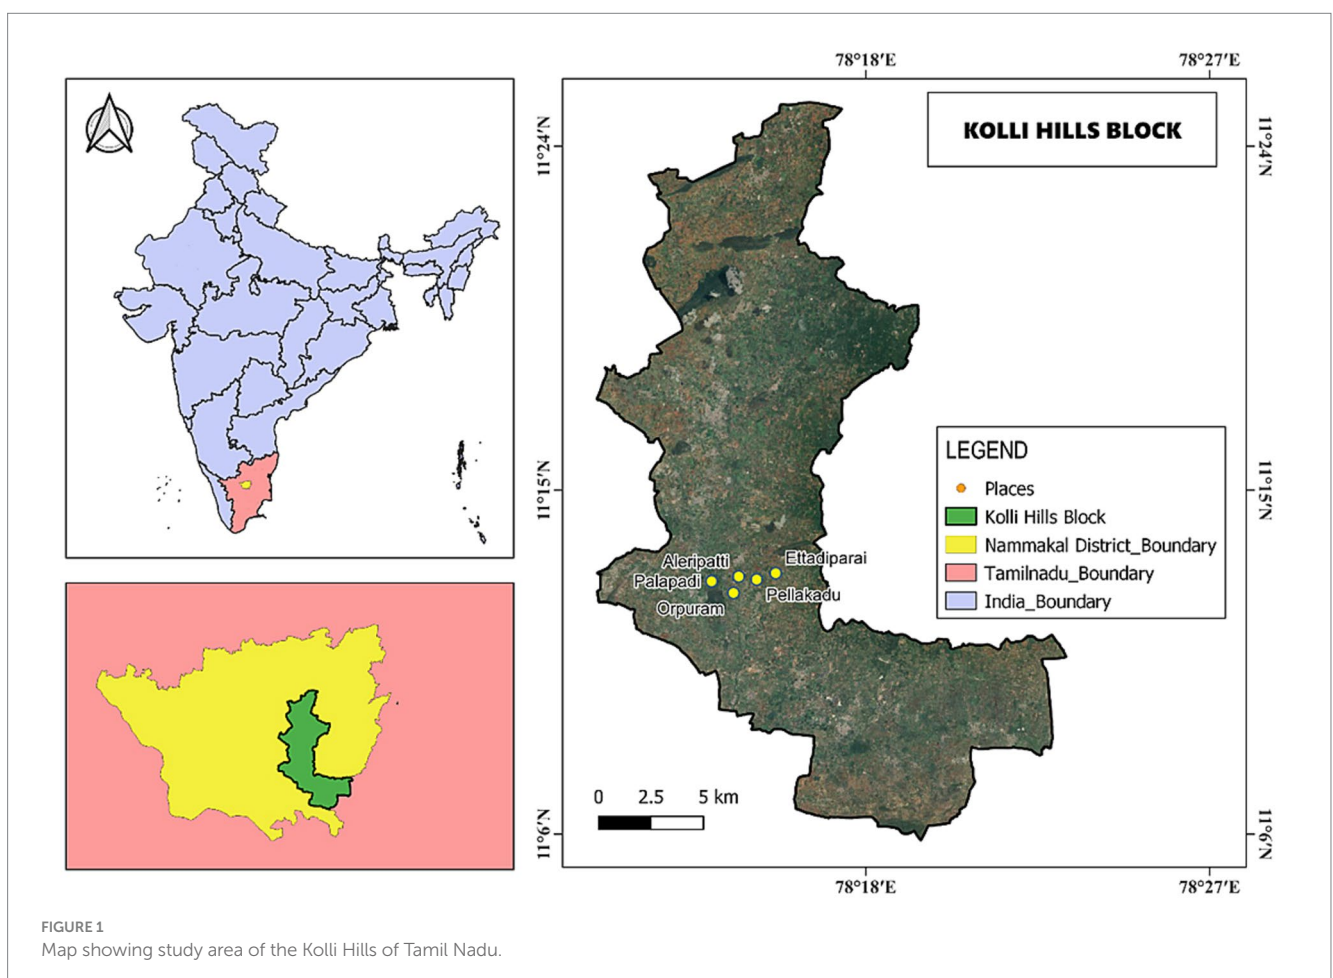 78°18'E
78°27'E
KOLLI HILLS BLOCK
11°24'N
11°24'N
LEGEND
Places
Kolli Hills Block
Nammakal District_Boundary
Tamilnadu_Boundary
India_Boundary
11°15'N
11°15'N
Aleripatti
Ettadiparai
Palapadi
Pellakadu
Orpuram
0 2.5 5 km
11°6'N
11°6'N
78°18'E
78°27'E
FIGURE 1
Map showing study area of the Kolli Hills of Tamil Nadu.